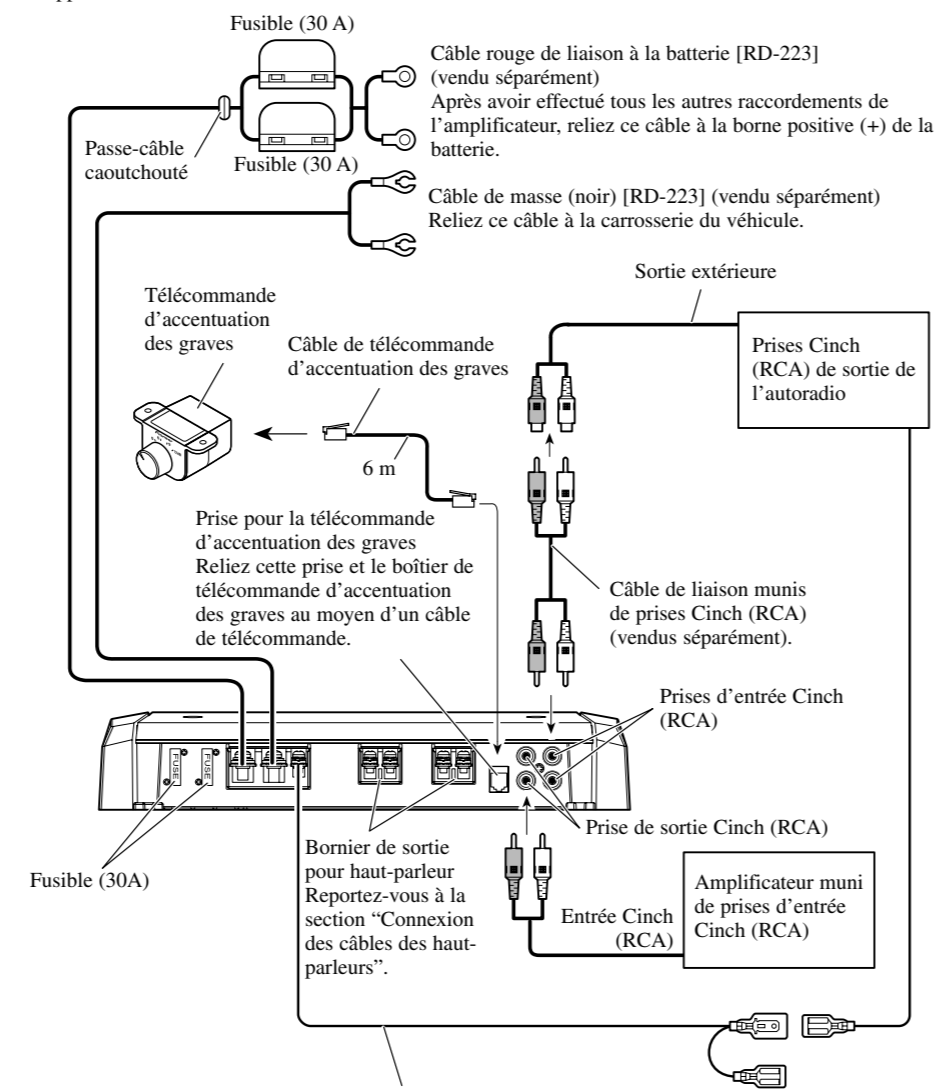 Fusible (30 A)
Câble rouge de liaison à la batterie [RD-223]
(vendu séparément)
Après avoir effectué tous les autres raccordements de
l’amplificateur, reliez ce câble à la borne positive (+) de la
batterie.
Passe-câble
caoutchouté
Fusible (30 A)
Câble de masse (noir) [RD-223] (vendu séparément)
Reliez ce câble à la carrosserie du véhicule.
Sortie extérieure
Télécommande
d’accentuation
des graves
Câble de télécommande
d’accentuation des graves
Prises Cinch
(RCA) de sortie de
l’autoradio
6 m
Prise pour la télécommande
d’accentuation des graves
Reliez cette prise et le boîtier de
télécommande d’accentuation
des graves au moyen d’un câble
de télécommande.
Câble de liaison munis
de prises Cinch (RCA)
(vendus séparément).
Prises d’entrée Cinch
(RCA)
FUSE
FUSE
Prise de sortie Cinch (RCA)
Fusible (30A)
Bornier de sortie
pour haut-parleur
Reportez-vous à la
section “Connexion
des câbles des haut-
parleurs”.
Entrée Cinch
(RCA)
Amplificateur muni
de prises d’entrée
Cinch (RCA)